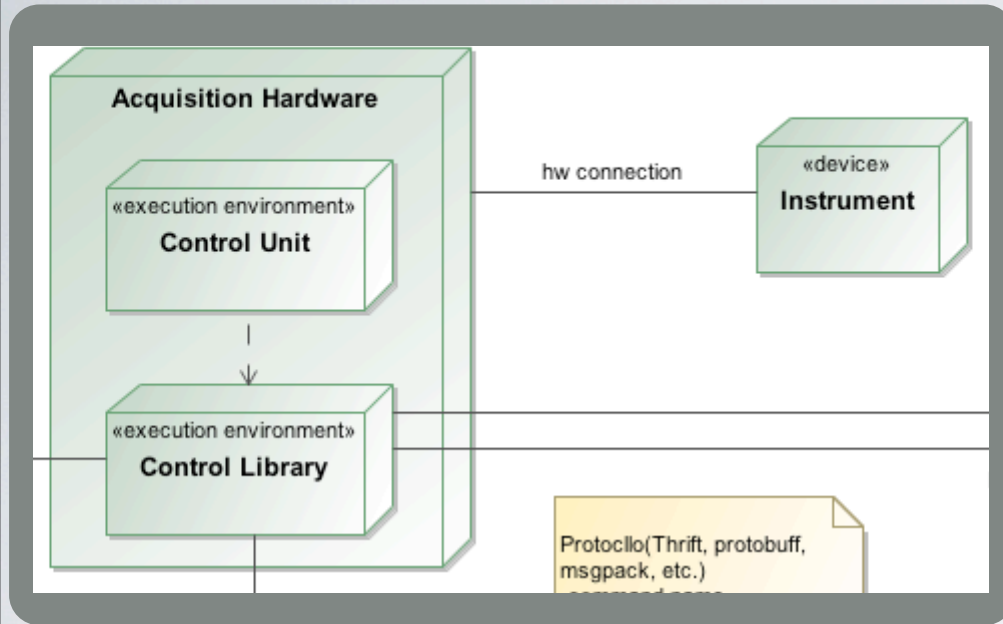 Acquisition Hardware
«execution environment»
Control Unit
hw connection
«device»
Instrument
«execution environment»
Control Library
Protocllo(Thrift, protobuff,
msgpack, etc.)